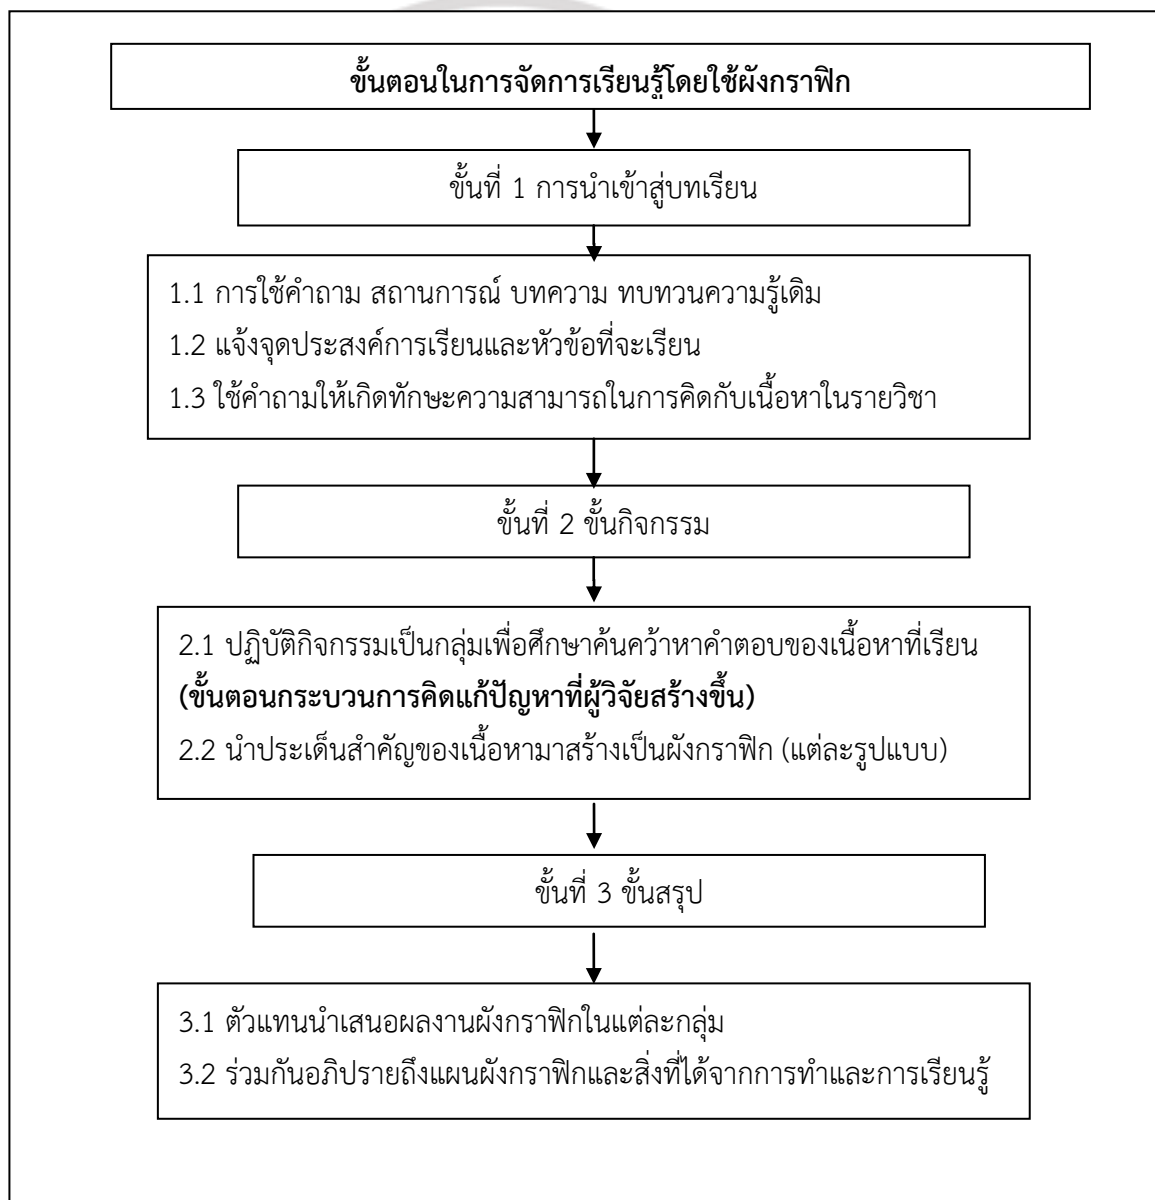 ขั้นตอนในการจัดการเรียนรู้โดยใช้ผังกราฟิก
ขั้นที่ 1 การนำเข้าสู่บทเรียน
1.1 การใช้คำถาม สถานการณ์ บทความ ทบทวนความรู้เดิม
1.2 แจ้งจุดประสงค์การเรียนและหัวข้อที่จะเรียน
1.3 ใช้คำถามให้เกิดทักษะความสามารถในการคิดกับเนื้อหาในรายวิชา
ขั้นที่ 2 ขั้นกิจกรรม
2.1 ปฏิบัติกิจกรรมเป็นกลุ่มเพื่อศึกษาค้นคว้าหาคำตอบของเนื้อหาที่เรียน
(ขั้นตอนกระบวนการคิดแก้ปัญหาที่ผู้วิจัยสร้างขึ้น)
2.2 นำประเด็นสำคัญของเนื้อหามาสร้างเป็นผังกราฟิก (แต่ละรูปแบบ)
ขั้นที่ 3 ขั้นสรุป
3.1 ตัวแทนนำเสนอผลงานผังกราฟิกในแต่ละกลุ่ม
3.2 ร่วมกันอภิปรายถึงแผนผังกราฟิกและสิ่งที่ได้จากการทำและการเรียนรู้